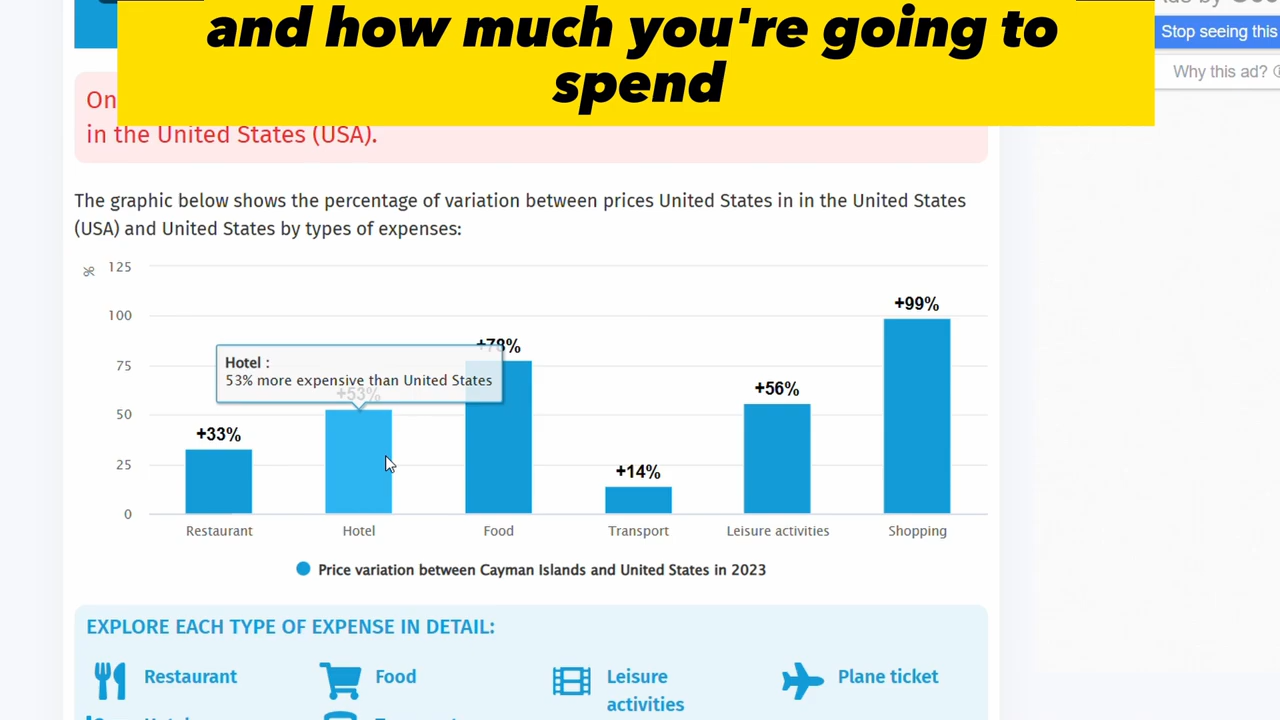 and how much you're going to
spend
Stop seeing this
Why this ad?
On
in the United States (USA).
The graphic below shows the percentage of variation between prices United States in in the United States
(USA) and United States by types of expenses:
%
125
100
75
50
25
0
+33%
Hotel :
53% more expensive than United States
+53%
+78%
+14%
+56%
+99%
Restaurant
Hotel
Food
Transport
Leisure activities
Shopping
Price variation between Cayman Islands and United States in 2023
EXPLORE EACH TYPE OF EXPENSE IN DETAIL:
Restaurant
Food
Leisure
activities
Plane ticket